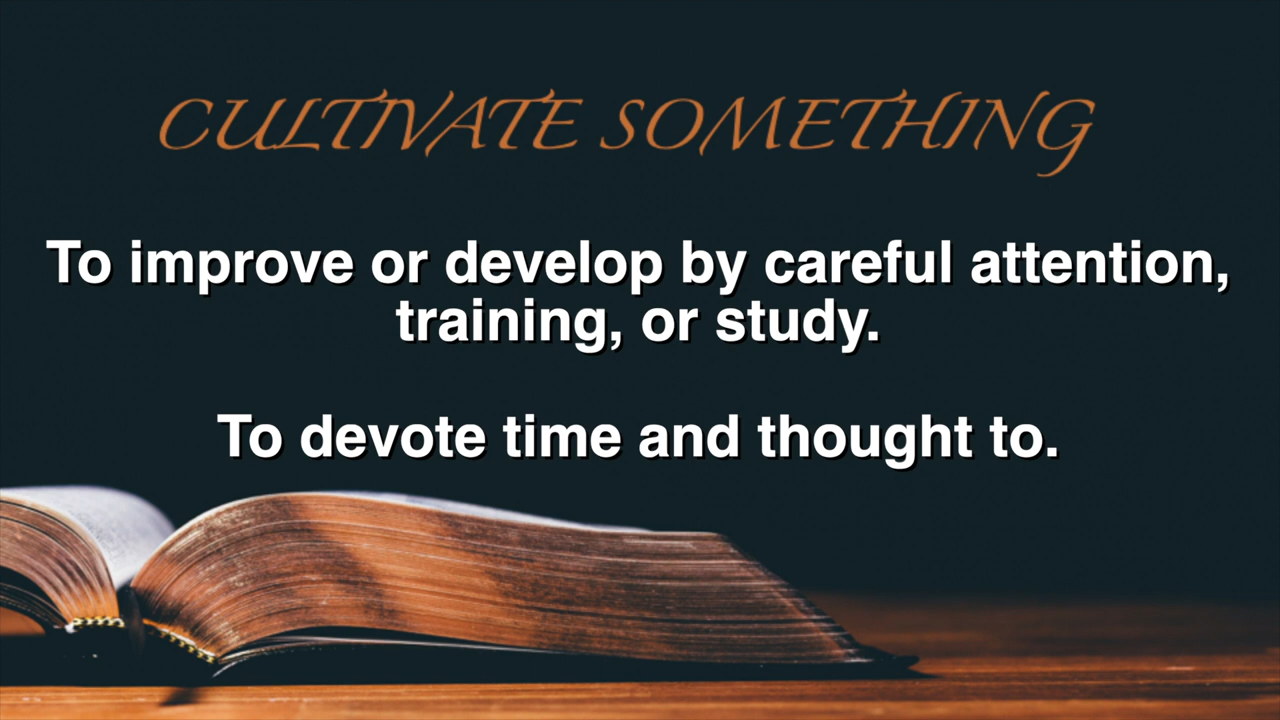 CULTIVATE SOMETHING
To improve or develop by careful attention,
training, or study.
To devote time and thought to.